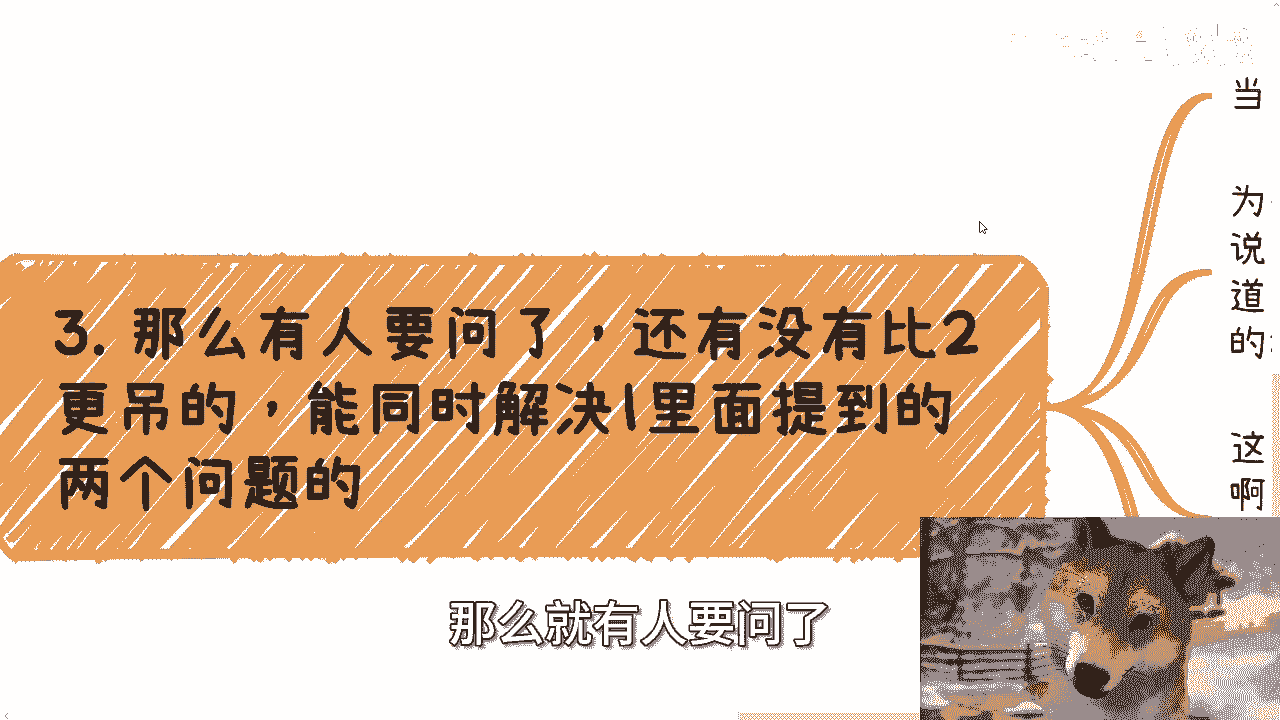 3. 那么有人要问了，还有没有比2
更吊的，能同时解决1里面提到的
两个问题的
当
为
说
道
的
这
啊
那么就有人要问了